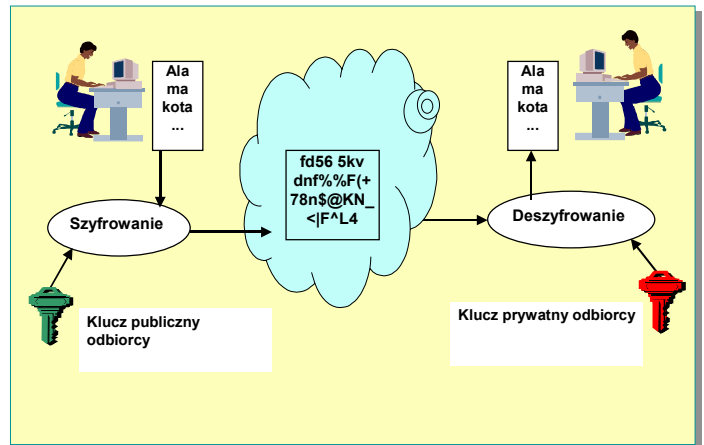 Ala
ma
kota
...
Szyfrowanie
Klucz publiczny
odbiorcy
fd56 5kv
dnf%%F(+
78n$@KN_
<|F^L4
Ala
ma
kota
...
Deszyfrowanie
Klucz prywatny odbiorcy